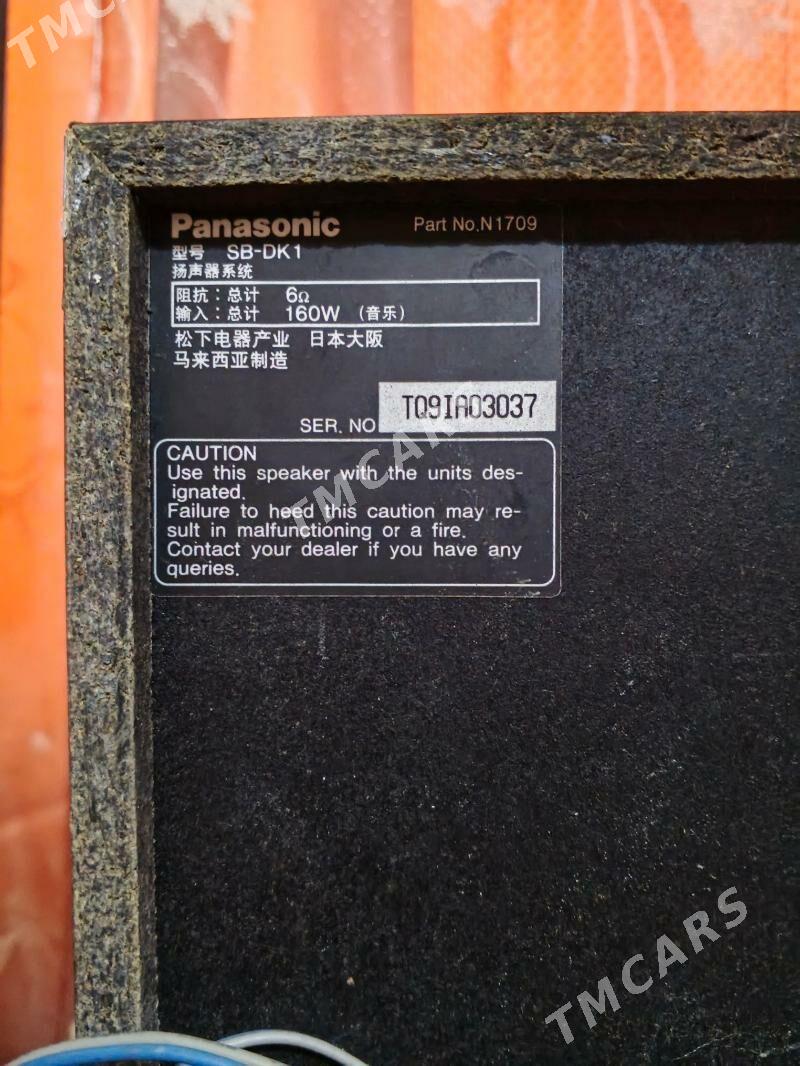 TMCARS
Panasonic
Part No.N1709
型号 SB-DK1
扬声器系统
阻抗：总计 6Ω
输入：总计 160W （音乐）
松下电器产业 日本大阪
马来西亚制造
SER. NO TQ9IA03037
CAUTION
Use this speaker with the units des-
ignated.
Failure to heed this caution may re-
sult in malfunctioning or a fire.
Contact your dealer if you have any
queries.
TMCARS
TMCARS